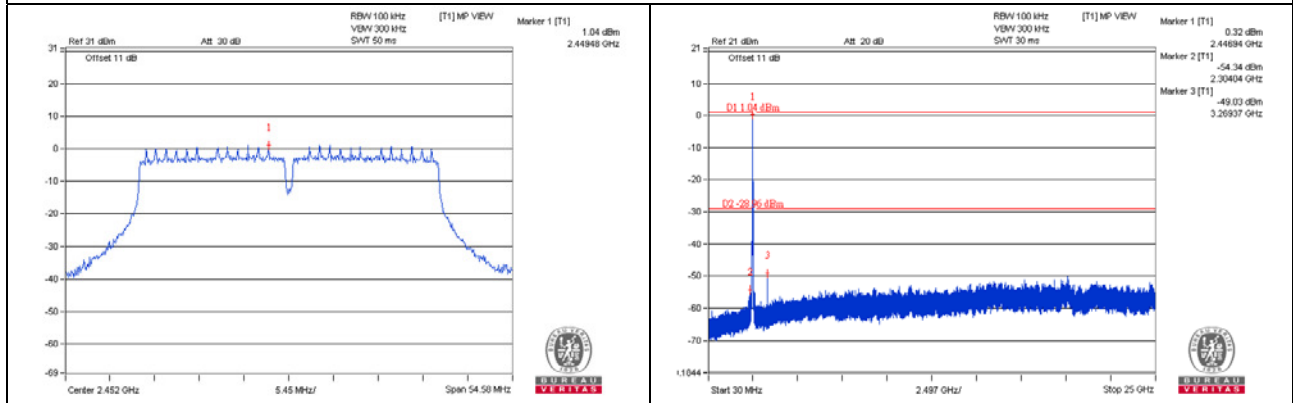 RBW 100 kHz
[T1] MP VIEW
Marker 1 [T1]
VBW 300 kHz
1.04 dBm
Ref 31 dBm
Att 30 dB
SWT 50 ms
2.44948 GHz
31
Offset 11 dB
20
10
1
0
-10
-20
-30
-40
-50
-60
-69
Center 2.452 GHz
5.45 MHz/
Span 54.58 MHz
BUREAU
VERITAS
RBW 100 kHz
[T1] MP VIEW
Marker 1 [T1]
VBW 300 kHz
0.32 dBm
Ref 21 dBm
Att 20 dB
SWT 30 ms
2.44694 GHz
21
Offset 11 dB
Marker 2 [T1]
-54.34 dBm
2.30404 GHz
10
Marker 3 [T1]
-49.03 dBm
3.26937 GHz
1
D1 1.04 dBm
0
-10
-20
D2 -28.96 dBm
-30
-40
3
2
-50
-60
-70
Start 30 MHz
2.497 GHz/
Stop 25 GHz
BUREAU
VERITAS